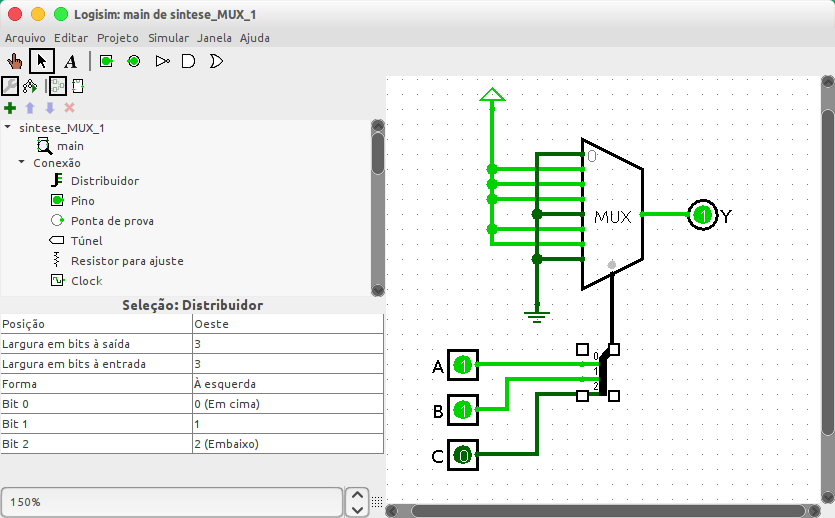 Logisim: main de sintese_MUX_1
Arquivo Editar Projeto Simular Janela Ajuda
A
sintese_MUX_1
main
Conexão
Distribuidor
Pino
Ponta de prova
Túnel
Resistor para ajuste
Clock
Seleção: Distribuidor
Posição Oeste
Largura em bits à saída 3
Largura em bits à entrada 3
Forma À esquerda
Bit 0 0 (Em cima)
Bit 1 1
Bit 2 2 (Embaixo)
150%
0
MUX
1 Y
A 1
B 1
C 0
0
1
2